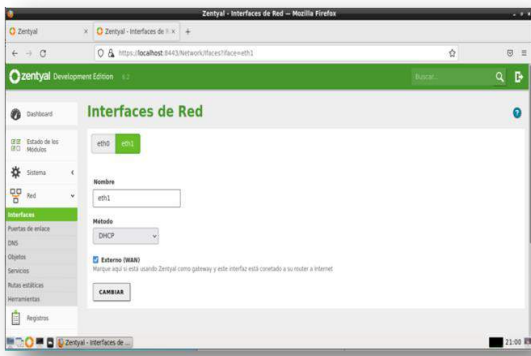 Zentyal - Interfaces de Red — Mozilla Firefox
Zentyal
Zentyal - Interfaces de
https://localhost:8443/Network/Ifaces?iface=eth1
zentyal Development Edition 6.2
Buscar...
Dashboard
Interfaces de Red
Estado de los
Módulos
eth0
eth1
Sistema
Red
Nombre
eth1
Interfaces
Puertas de enlace
Método
DNS
DHCP
Objetos
Externo (WAN)
Servicios
Marque aquí si está usando Zentyal como gateway y este interfaz está conetado a su router a internet
Rutas estáticas
CAMBIAR
Herramientas
Registros
Zentyal - Interfaces de ...
21:00